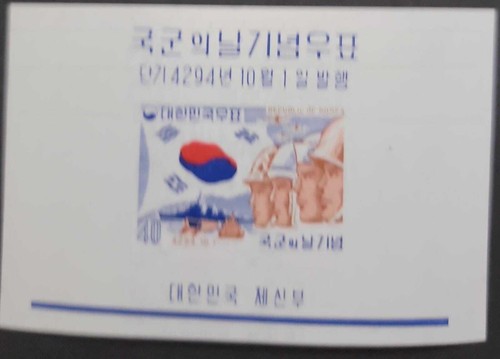 국군의날기념우표
단기4294년10월1일발행
대한민국우표
40
국군의날기념
대한민국 체신부